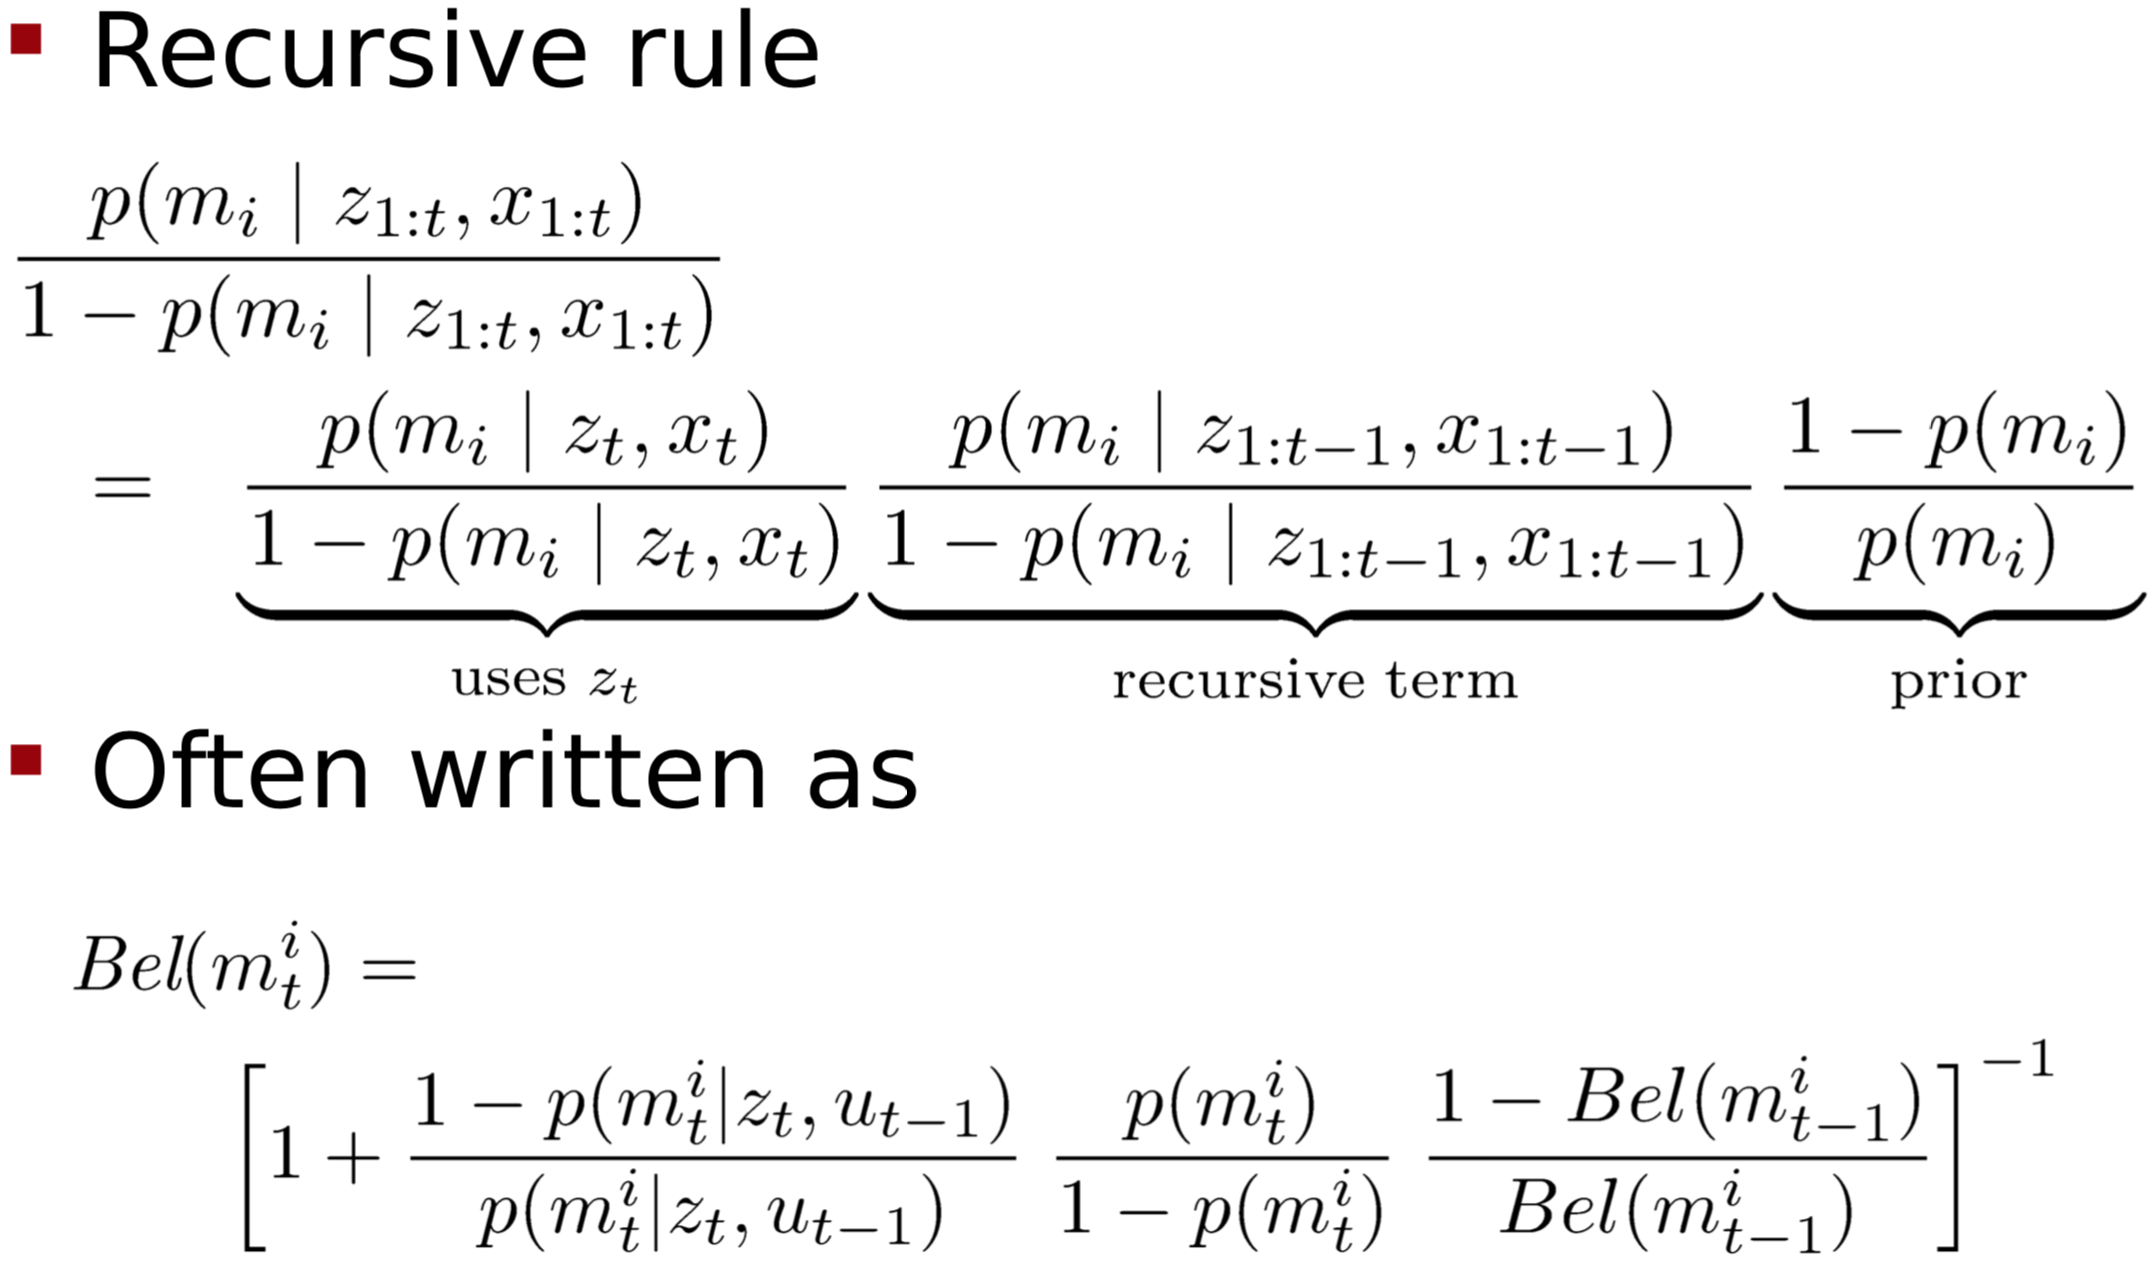 ▪ Recursive rule
\frac{p(m_i \mid z_{1:t}, x_{1:t})}{1 - p(m_i \mid z_{1:t}, x_{1:t})}
= \underbrace{\frac{p(m_i \mid z_t, x_t)}{1 - p(m_i \mid z_t, x_t)}}_{\text{uses } z_t} \underbrace{\frac{p(m_i \mid z_{1:t-1}, x_{1:t-1})}{1 - p(m_i \mid z_{1:t-1}, x_{1:t-1})}}_{\text{recursive term}} \underbrace{\frac{1 - p(m_i)}{p(m_i)}}_{\text{prior}}
▪ Often written as
Bel(m_t^i) =
\left[ 1 + \frac{1 - p(m_t^i | z_t, u_{t-1})}{p(m_t^i | z_t, u_{t-1})} \frac{p(m_t^i)}{1 - p(m_t^i)} \frac{1 - Bel(m_{t-1}^i)}{Bel(m_{t-1}^i)} \right]^{-1}